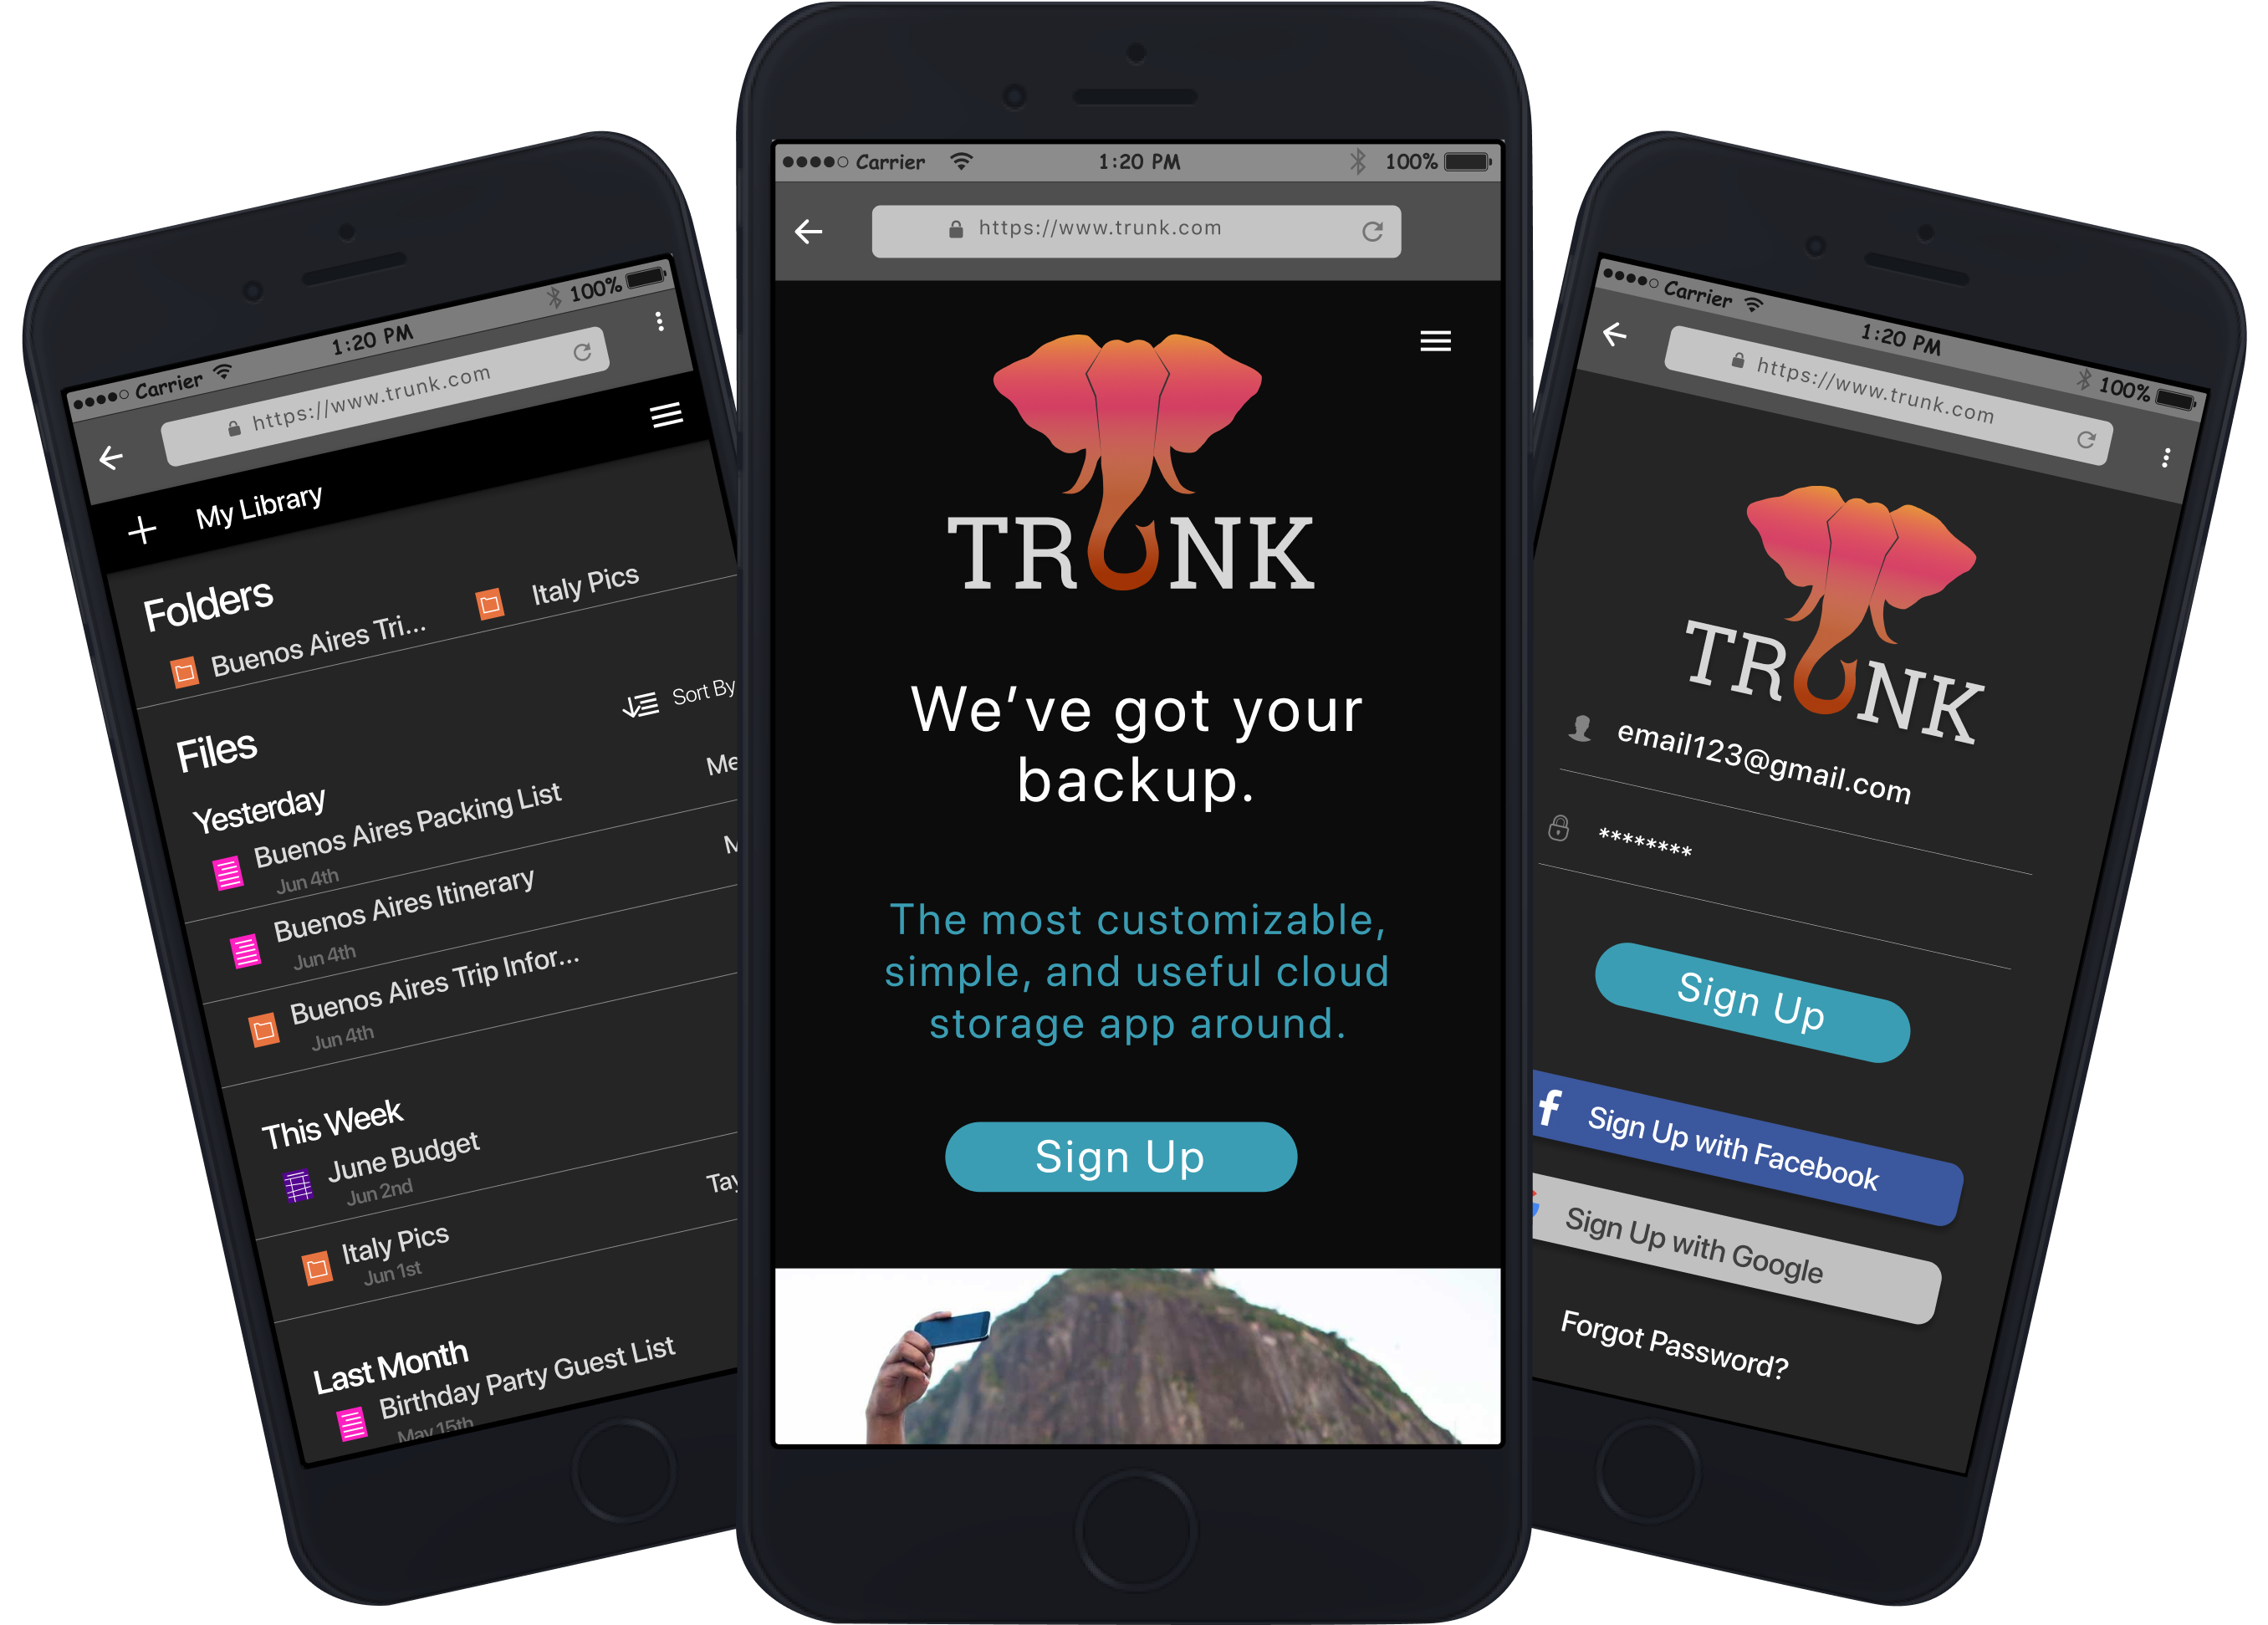 Carrier 1:20 PM 100%
https://www.trunk.com
My Library
Folders
Buenos Aires Tri...
Italy Pics
Sort By
Files
Yesterday
Buenos Aires Packing List
Me
Jun 4th
Buenos Aires Itinerary
M
Jun 4th
Buenos Aires Trip Infor...
Jun 4th
This Week
June Budget
Jun 2nd
Tay
Italy Pics
Jun 1st
Last Month
Birthday Party Guest List
May 15th
Carrier 1:20 PM 100%
https://www.trunk.com
TRUNK
We've got your
backup.
The most customizable,
simple, and useful cloud
storage app around.
Sign Up
Carrier 1:20 PM 100%
https://www.trunk.com
TRUNK
email123@gmail.com
********
Sign Up
f Sign Up with Facebook
Sign Up with Google
Forgot Password?